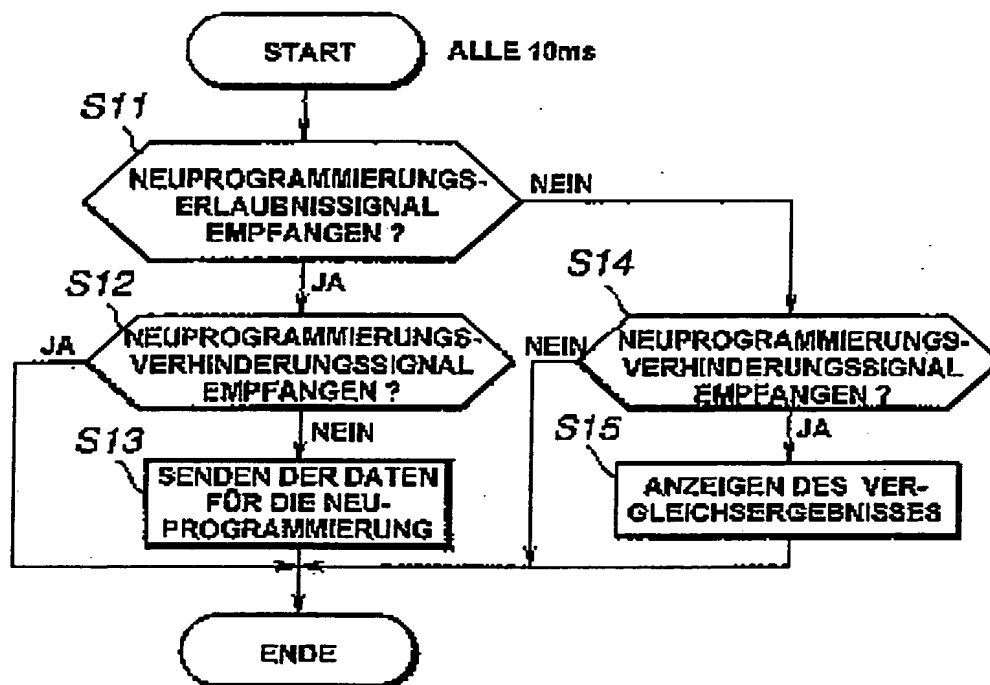 START
ALLE 10ms
S11
NEUPROGRAMMIERUNGS-
ERLAUBNISSIGNAL
EMPFANGEN ?
NEIN
JA
S12
NEUPROGRAMMIERUNGS-
VERHINDERUNGSSIGNAL
EMPFANGEN ?
JA
NEIN
S14
NEUPROGRAMMIERUNGS-
VERHINDERUNGSSIGNAL
EMPFANGEN ?
NEIN
JA
S13
SENDEN DER DATEN
FÜR DIE NEU-
PROGRAMMIERUNG
S15
ANZEIGEN DES VER-
GLEICHSERGEBNISSES
ENDE